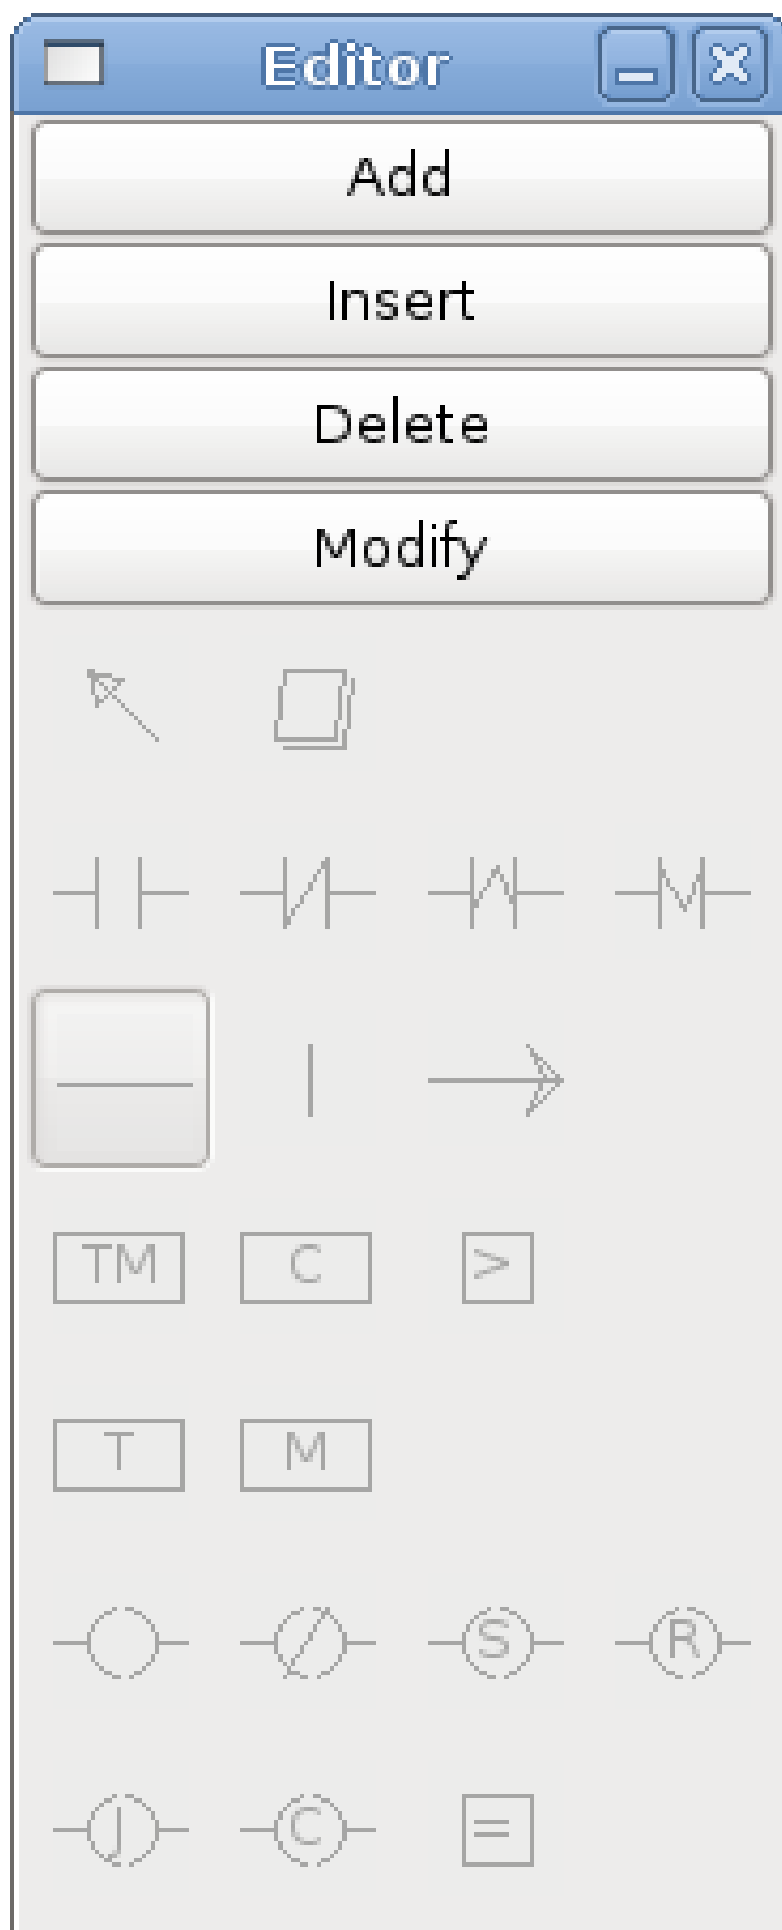 Editor
Add
Insert
Delete
Modify
TM C >
T M
S R
J C =